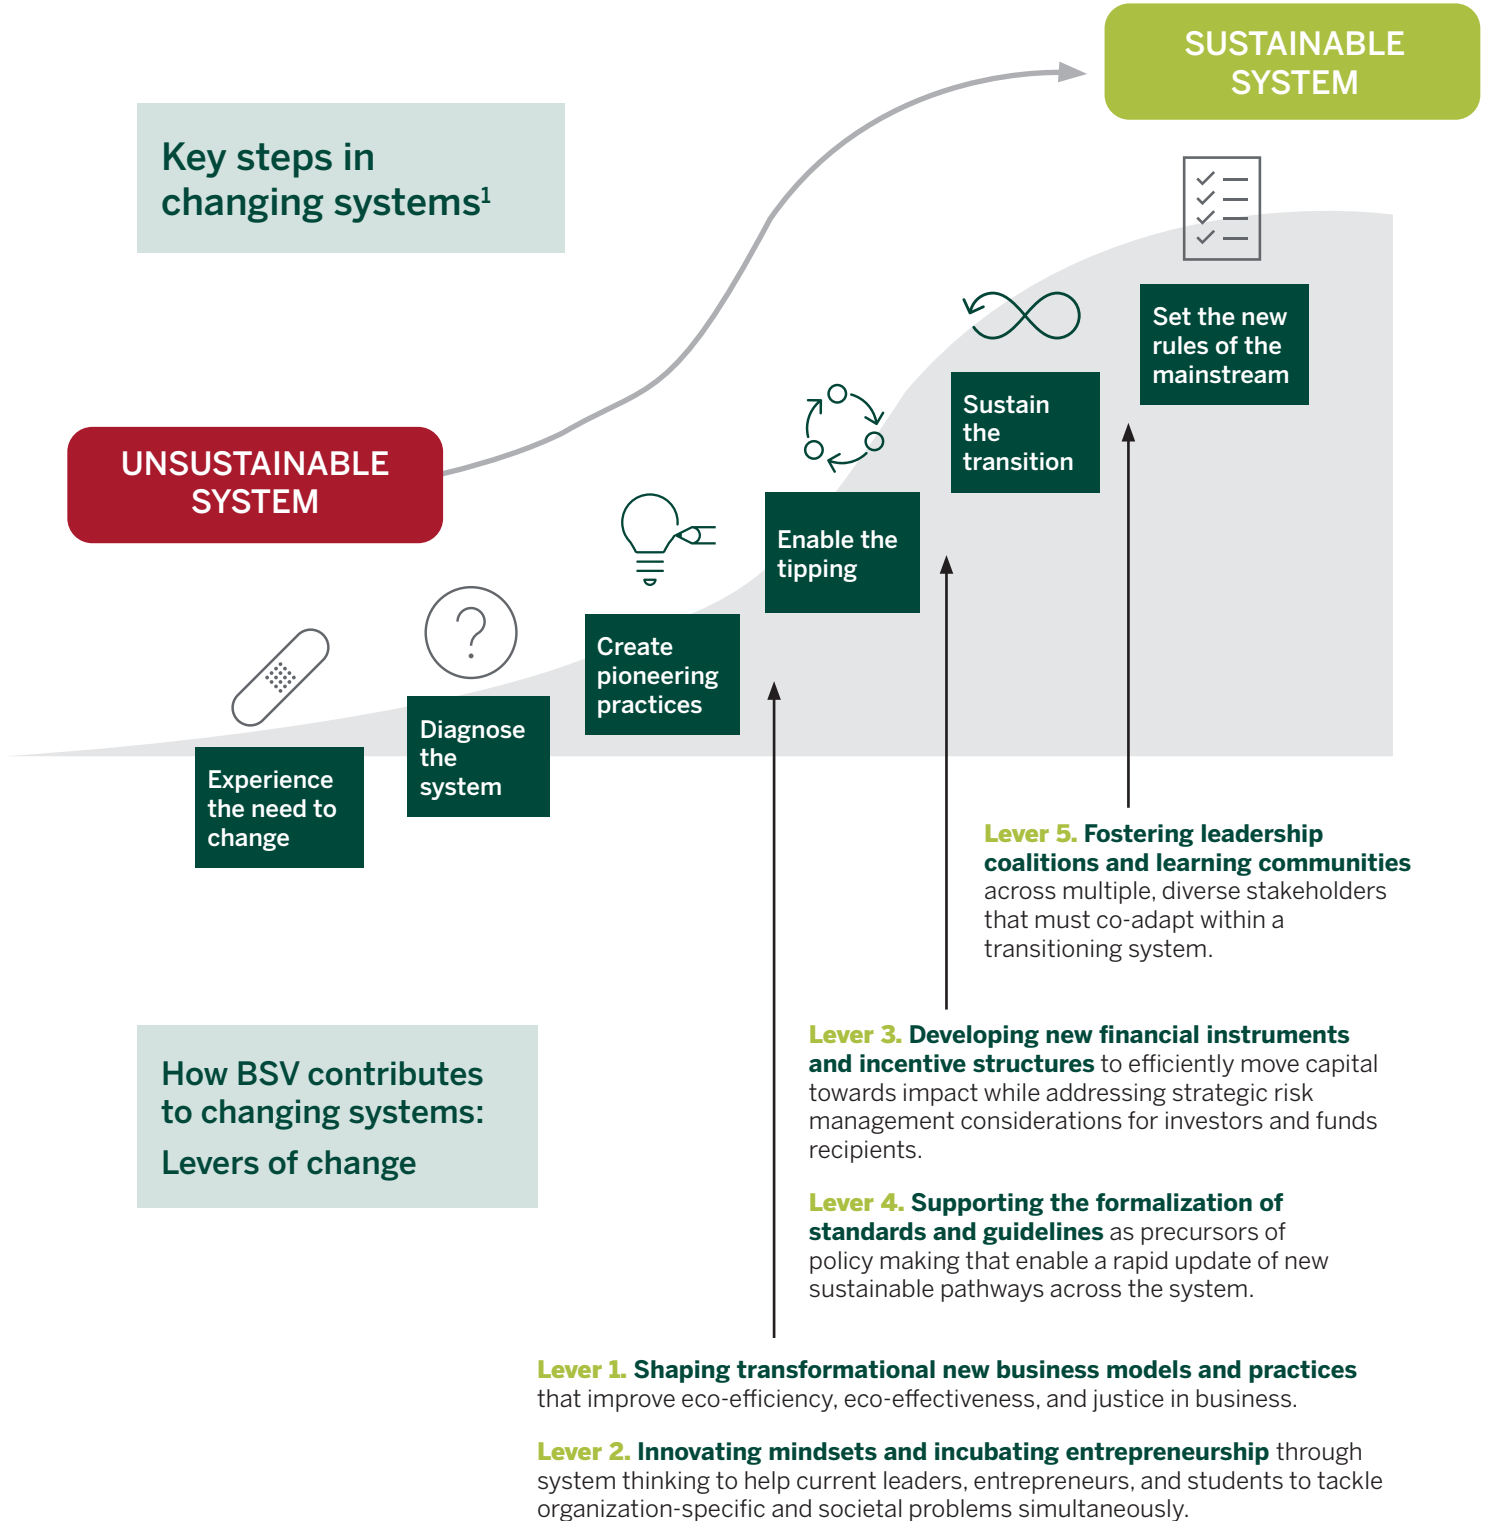 SUSTAINABLE
SYSTEM
Key steps in
changing systems¹
UNSUSTAINABLE
SYSTEM
Experience
the need to
change
Diagnose
the
system
Create
pioneering
practices
Enable the
tipping
Sustain
the
transition
Set the new
rules of the
mainstream
Lever 5. Fostering leadership
coalitions and learning communities
across multiple, diverse stakeholders
that must co-adapt within a
transitioning system.
How BSV contributes
to changing systems:
Levers of change
Lever 3. Developing new financial instruments
and incentive structures to efficiently move capital
towards impact while addressing strategic risk
management considerations for investors and funds
recipients.
Lever 4. Supporting the formalization of
standards and guidelines as precursors of
policy making that enable a rapid update of new
sustainable pathways across the system.
Lever 1. Shaping transformational new business models and practices
that improve eco-efficiency, eco-effectiveness, and justice in business.
Lever 2. Innovating mindsets and incubating entrepreneurship through
system thinking to help current leaders, entrepreneurs, and students to tackle
organization-specific and societal problems simultaneously.